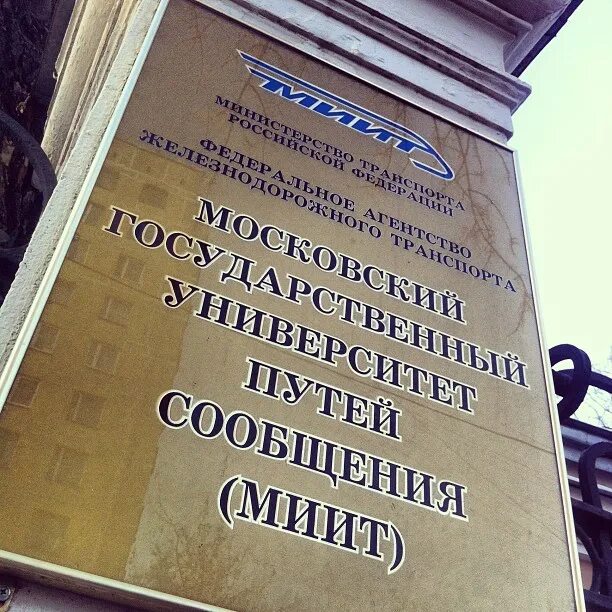 МИИТ
МИНИСТЕРСТВО ТРАНСПОРТА
РОССИЙСКОЙ ФЕДЕРАЦИИ
ФЕДЕРАЛЬНОЕ АГЕНТСТВО
ЖЕЛЕЗНОДОРОЖНОГО ТРАНСПОРТА
МОСКОВСКИЙ
ГОСУДАРСТВЕННЫЙ
УНИВЕРСИТЕТ
ПУТЕЙ
СООБЩЕНИЯ
(МИИТ)